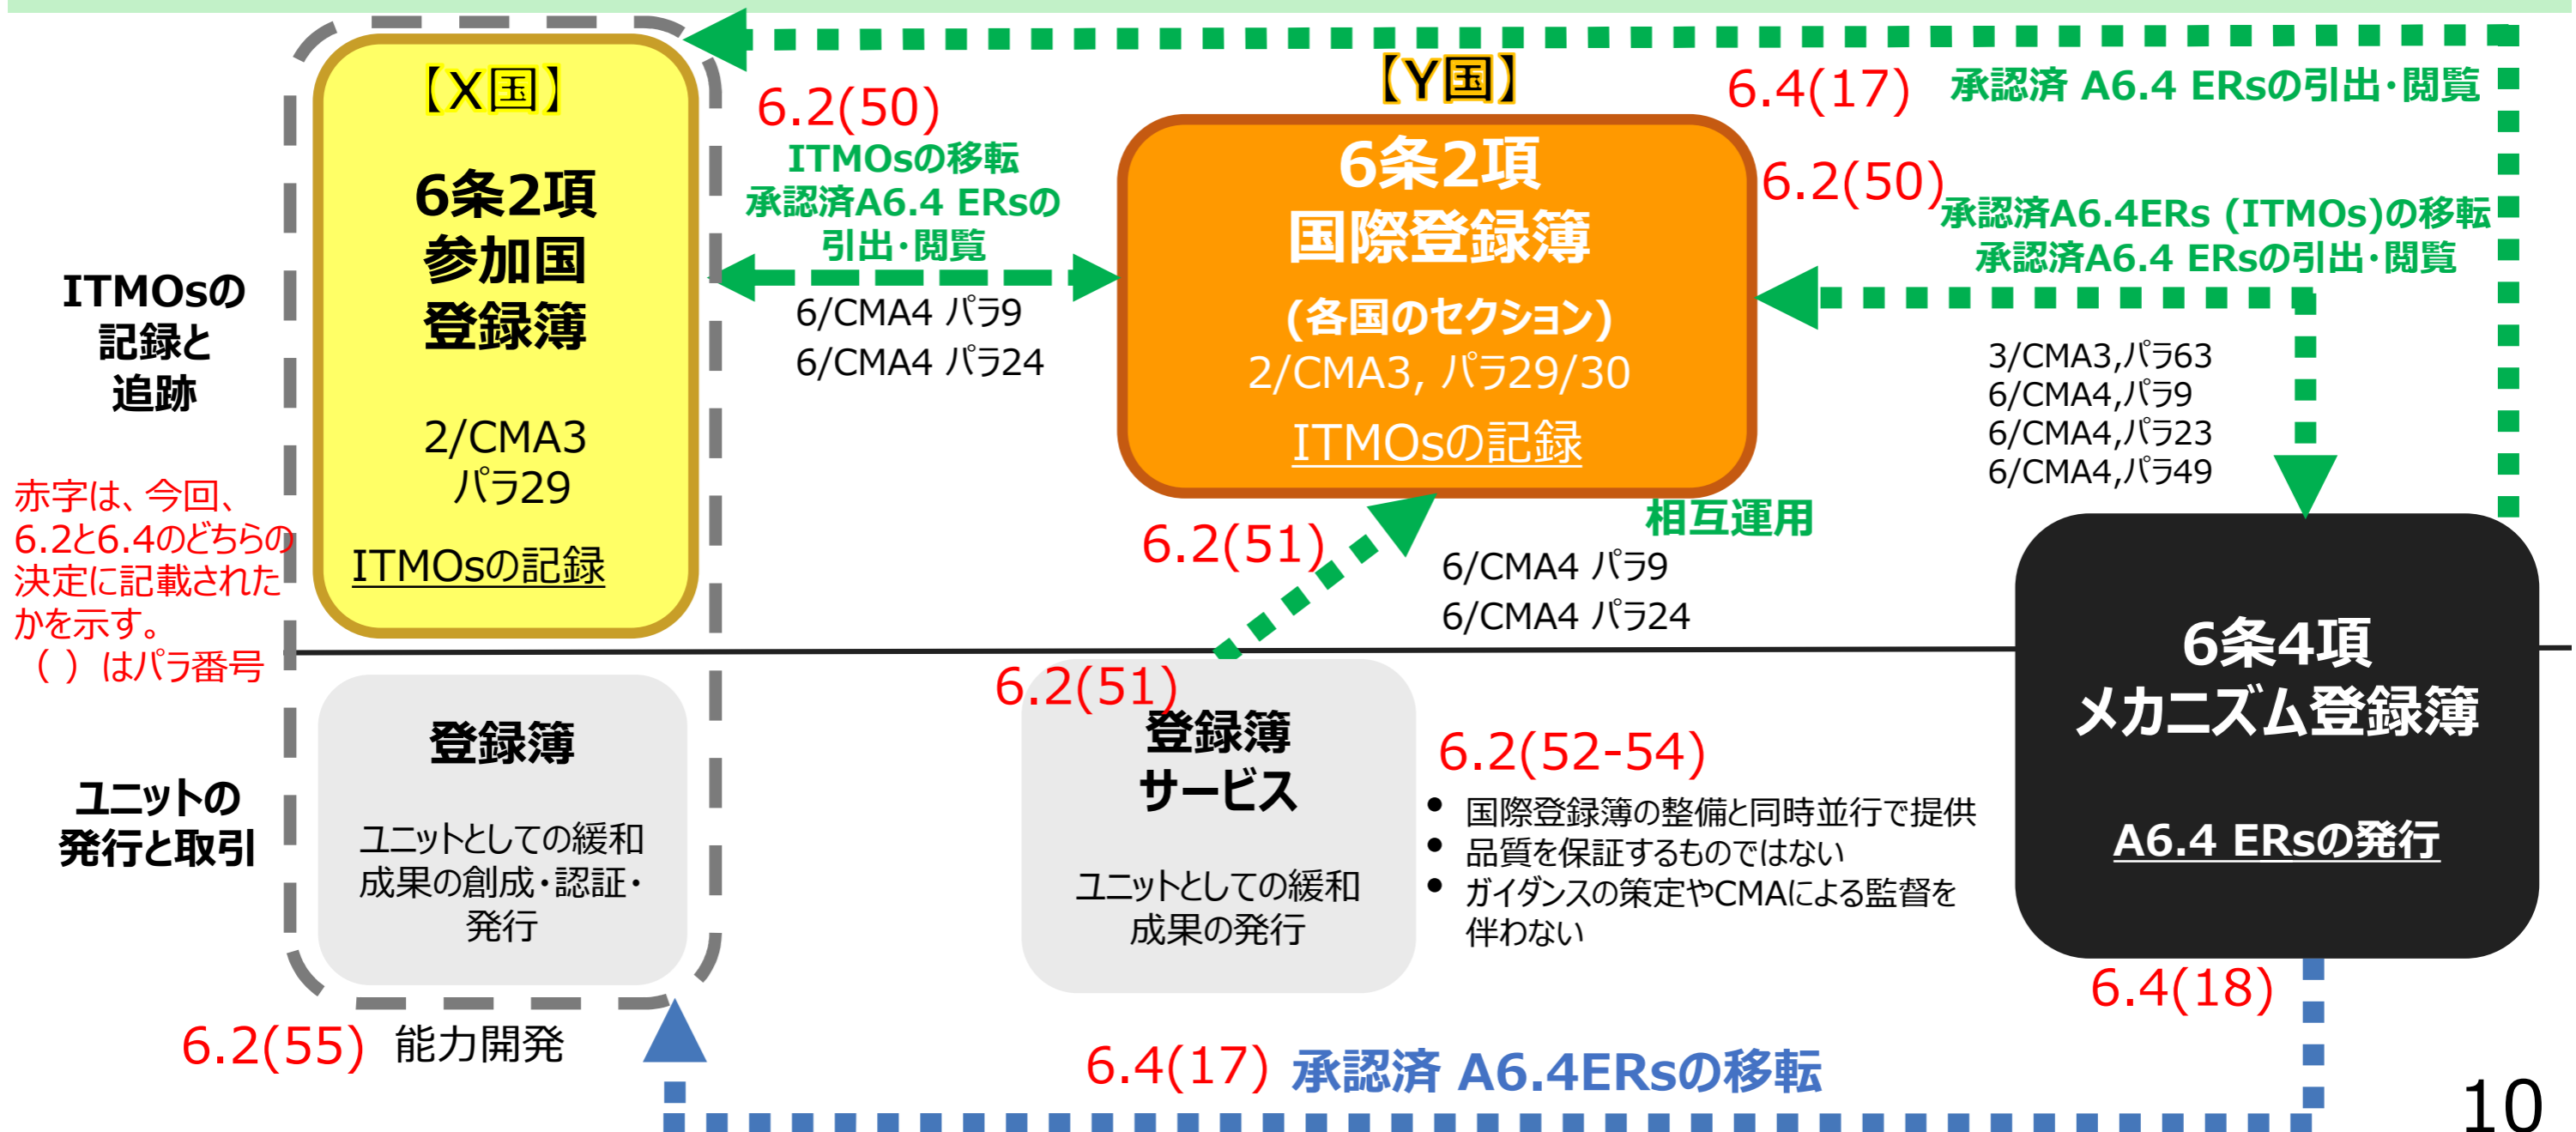 【X国】
6条2項
参加国
登録簿
2/CMA3
パラ29
ITMOsの記録
ITMOsの
記録と
追跡
赤字は、今回、
6.2と6.4のどちらの
決定に記載された
かを示す。
（ ）はパラ番号
6.2(50)
ITMOsの移転
承認済A6.4 ERsの
引出・閲覧
6/CMA4 パラ9
6/CMA4 パラ24
【Y国】
6条2項
国際登録簿
(各国のセクション)
2/CMA3, パラ29/30
ITMOsの記録
6.4(17) 承認済 A6.4 ERsの引出・閲覧
6.2(50)
承認済A6.4ERs (ITMOs)の移転
承認済A6.4 ERsの引出・閲覧
3/CMA3,パラ63
6/CMA4,パラ9
6/CMA4,パラ23
6/CMA4,パラ49
6.2(51)
相互運用
6/CMA4 パラ9
6/CMA4 パラ24
ユニットの
発行と取引
登録簿
ユニットとしての緩和
成果の創成・認証・
発行
6.2(51)
登録簿
サービス
ユニットとしての緩和
成果の発行
6.2(52-54)
• 国際登録簿の整備と同時並行で提供
• 品質を保証するものではない
• ガイダンスの策定やCMAによる監督を
伴わない
6条4項
メカニズム登録簿
A6.4 ERsの発行
6.4(18)
6.2(55) 能力開発
6.4(17) 承認済 A6.4ERsの移転
10